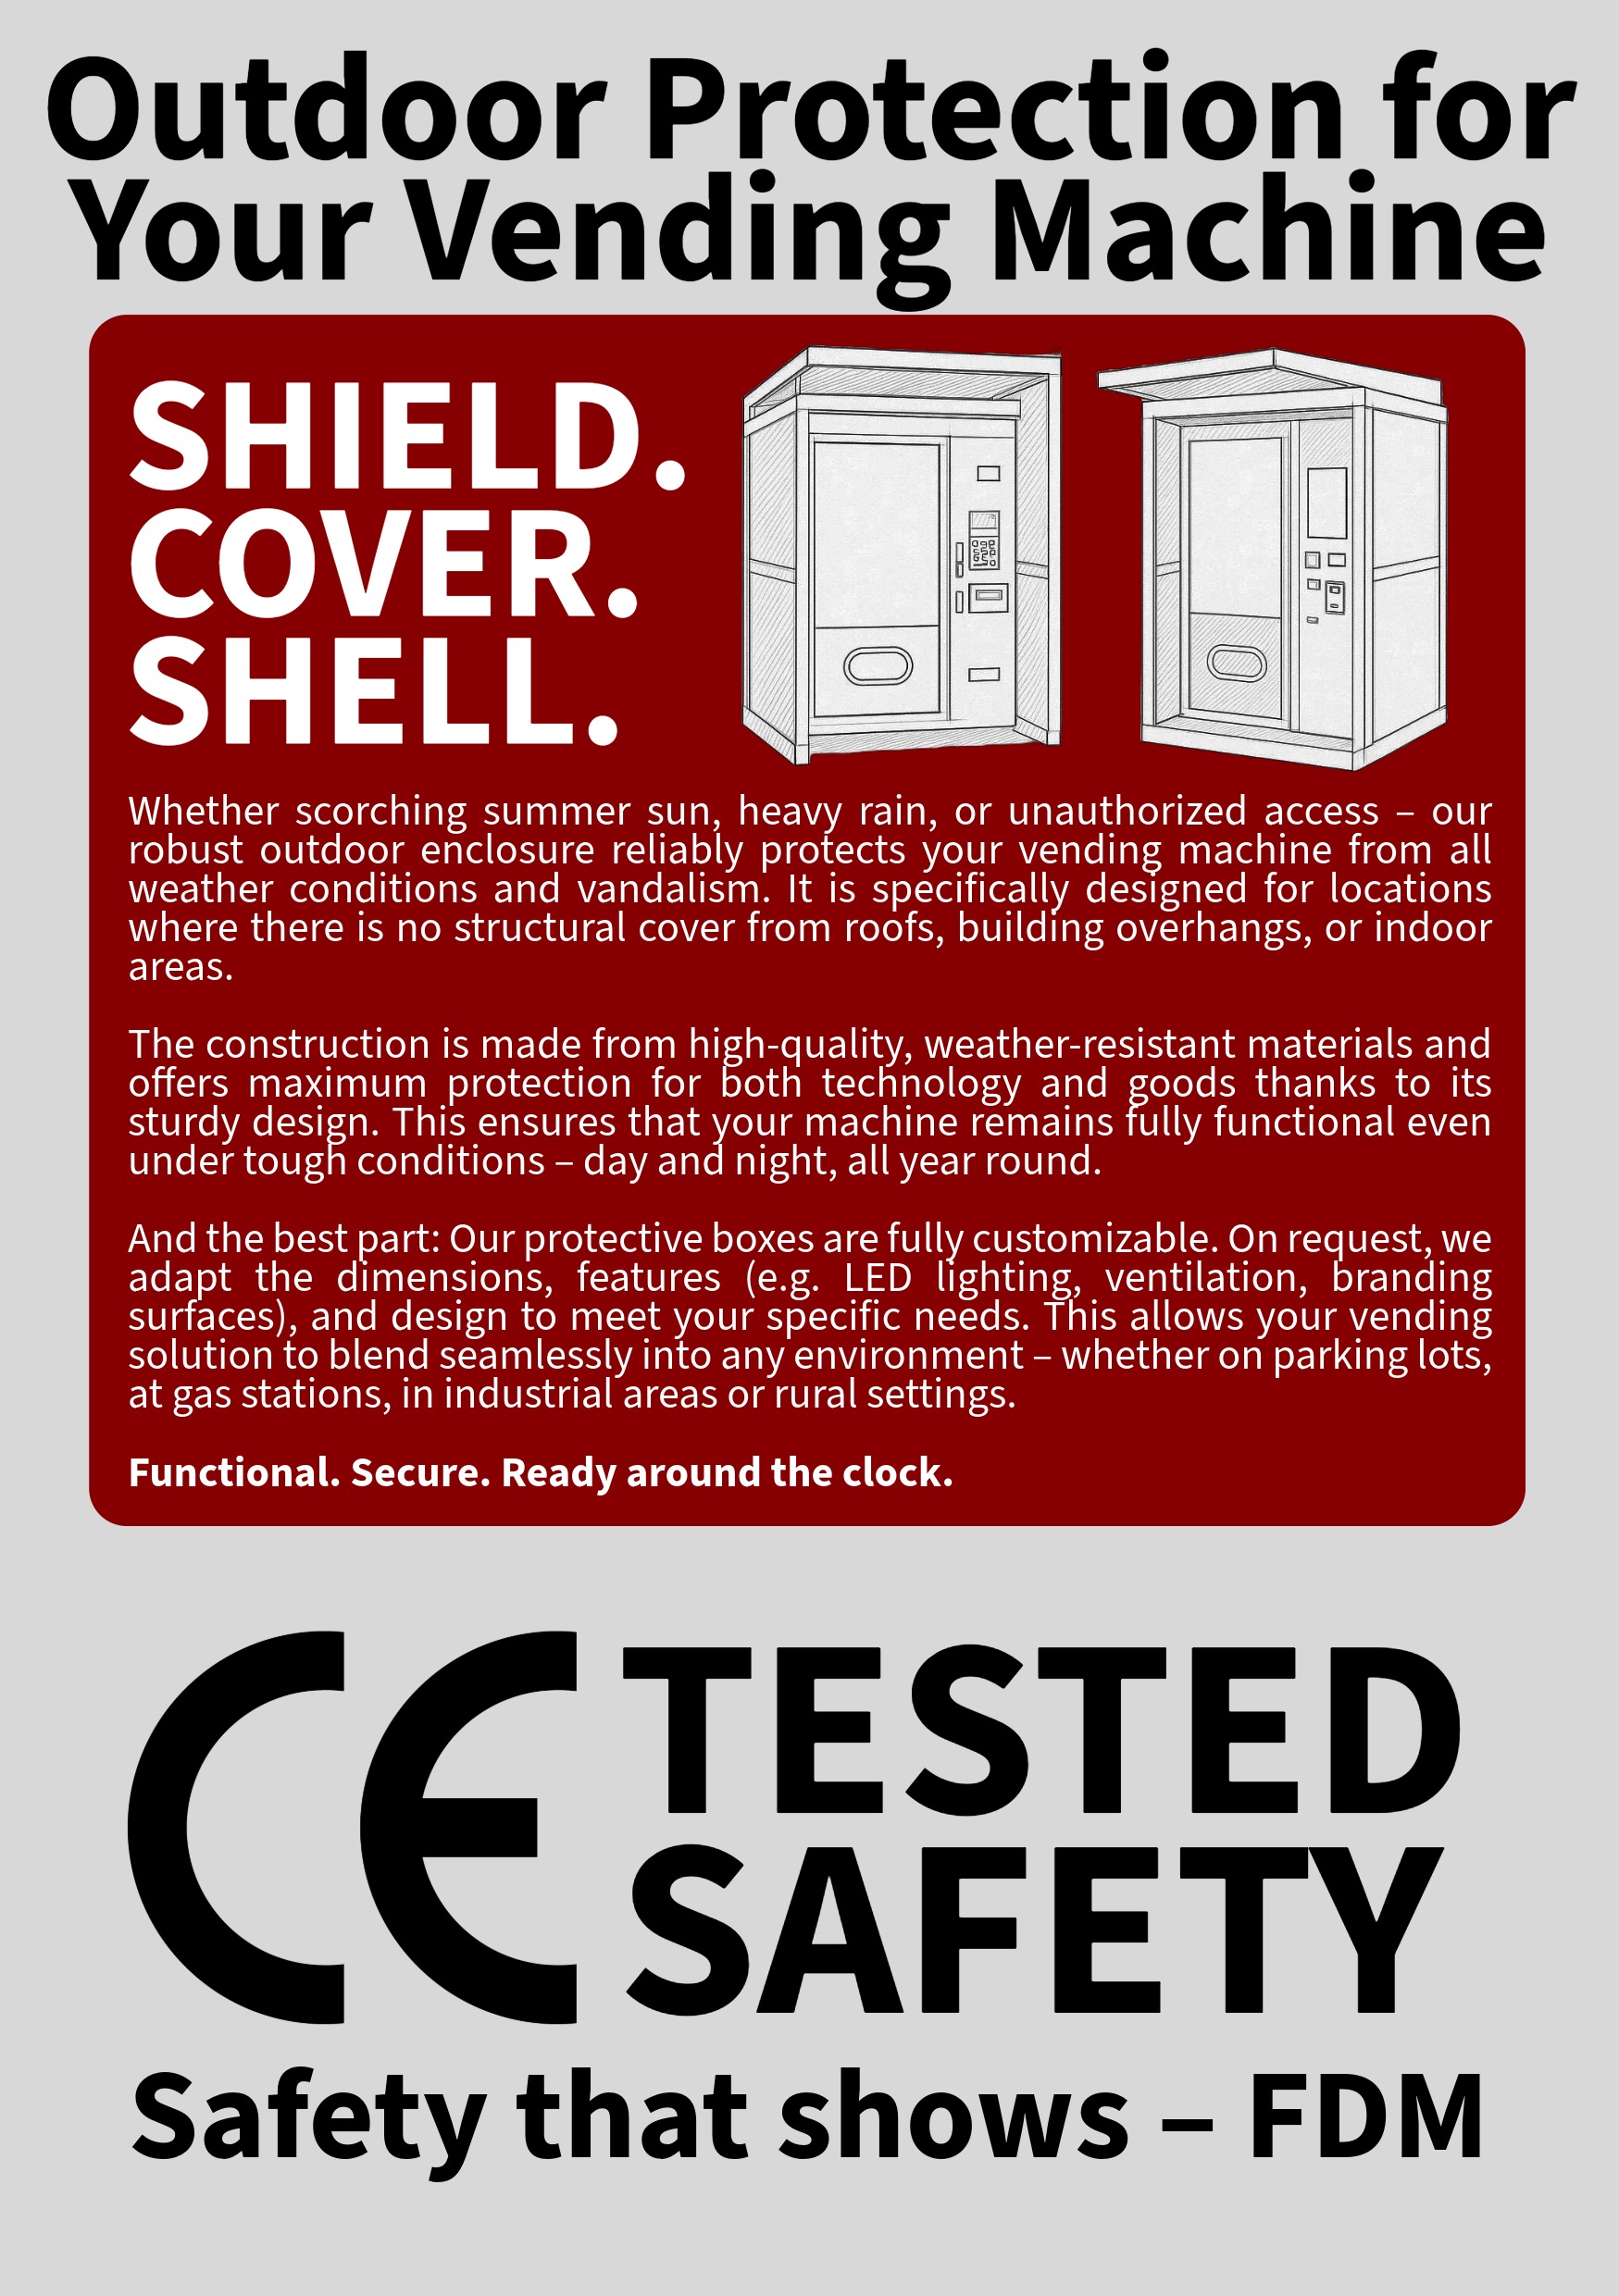 Outdoor Protection for
Your Vending Machine
SHIELD.
COVER.
SHELL.
Whether scorching summer sun, heavy rain, or unauthorized access – our
robust outdoor enclosure reliably protects your vending machine from all
weather conditions and vandalism. It is specifically designed for locations
where there is no structural cover from roofs, building overhangs, or indoor
areas.
The construction is made from high-quality, weather-resistant materials and
offers maximum protection for both technology and goods thanks to its
sturdy design. This ensures that your machine remains fully functional even
under tough conditions – day and night, all year round.
And the best part: Our protective boxes are fully customizable. On request, we
adapt the dimensions, features (e.g. LED lighting, ventilation, branding
surfaces), and design to meet your specific needs. This allows your vending
solution to blend seamlessly into any environment – whether on parking lots,
at gas stations, in industrial areas or rural settings.
Functional. Secure. Ready around the clock.
CE TESTED
SAFETY
Safety that shows – FDM